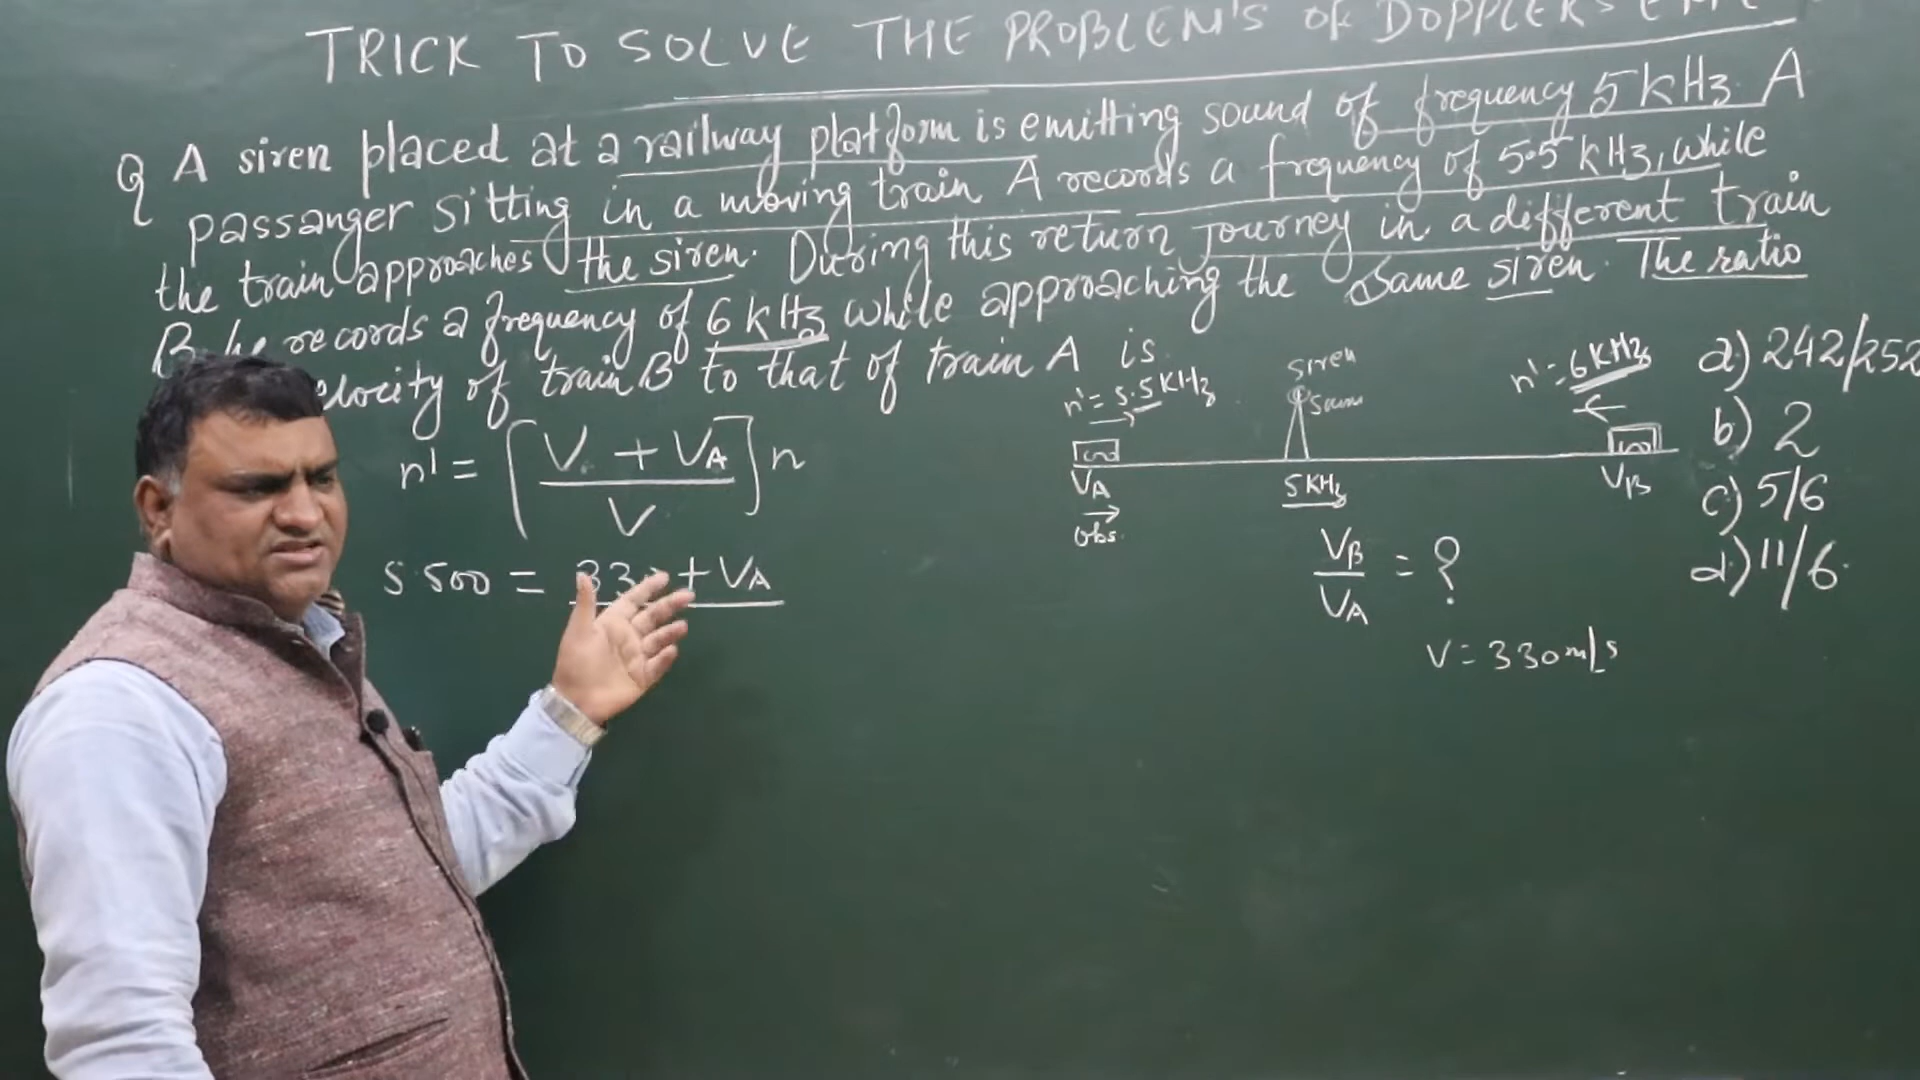 TRICK TO SOLVE THE PROBLEM'S OF DOPPLER'S
Q A siren placed at a railway platform is emitting sound of frequency 5 kHz. A
passanger sitting in a moving train A records a frequency of 5.5 kHz, while
the train approaches the siren. During this return journey in a different train
B he records a frequency of 6 kHz while approaching the same siren. The ratio
velocity of train B to that of train A is
n' = [V + VA / V] n
5500 = 330 + VA
n' = 5.5 KHz
Siren
n' = 6 KHz
VA
obs.
5 KHz
VB
VB / VA = ?
V = 330 m/s
a) 242/252
b) 2
c) 5/6
d) 11/6